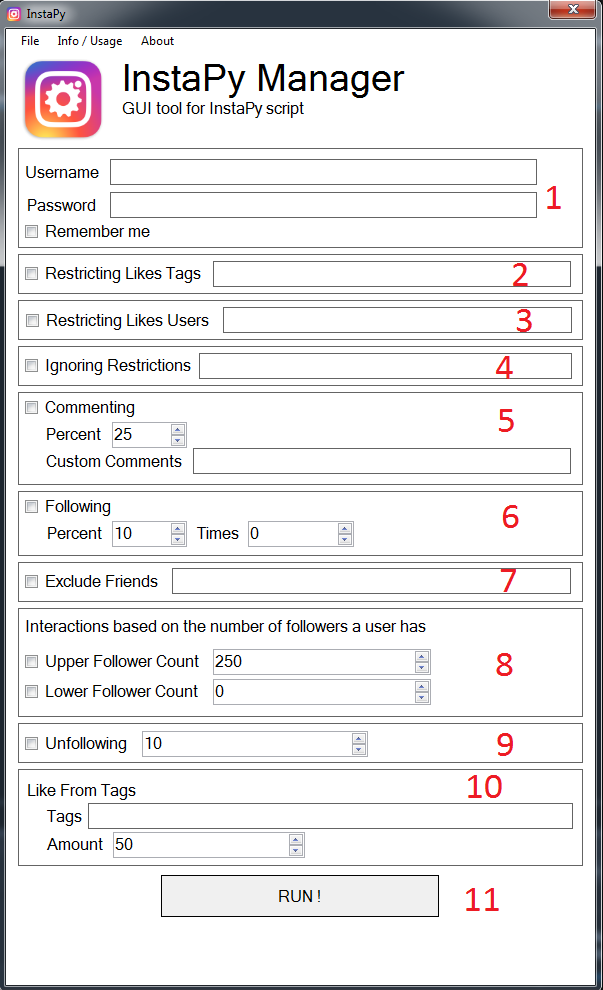 InstaPy
File Info / Usage About
InstaPy Manager
GUI tool for InstaPy script
Username
1
Password
Remember me
Restricting Likes Tags 2
Restricting Likes Users 3
Ignoring Restrictions 4
Commenting
5
Percent 25
Custom Comments
Following
6
Percent 10 Times 0
Exclude Friends 7
Interactions based on the number of followers a user has
Upper Follower Count 250 8
Lower Follower Count 0
Unfollowing 10 9
Like From Tags 10
Tags
Amount 50
RUN ! 11